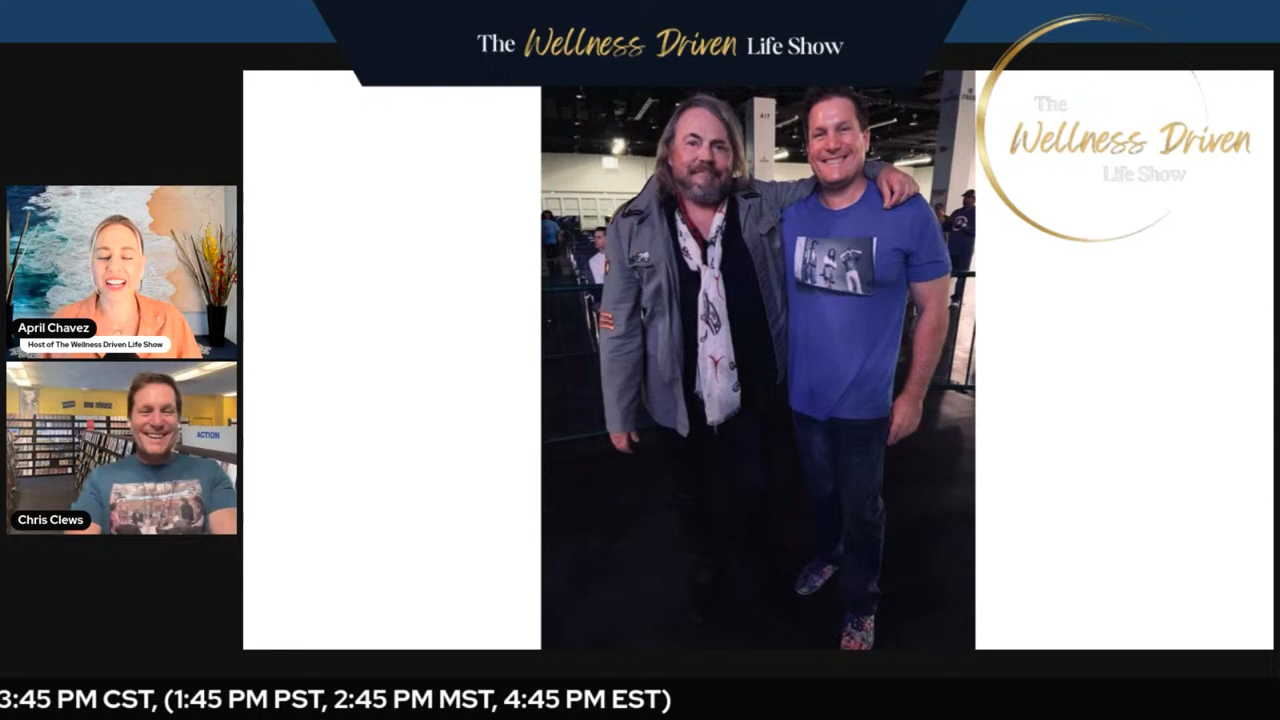 The Wellness Driven Life Show
The
Wellness Driven
Life Show
April Chavez
Host of The Wellness Driven Life Show
ACTION
Chris Clews
3:45 PM CST, (1:45 PM PST, 2:45 PM MST, 4:45 PM EST)